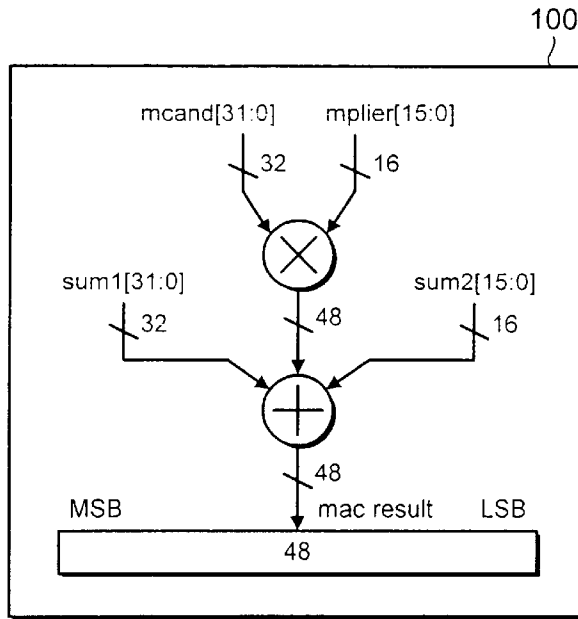 100
mcand[31:0] mplier[15:0]
32 16
sum1[31:0] sum2[15:0]
32 48 16
48
MSB mac result LSB
48